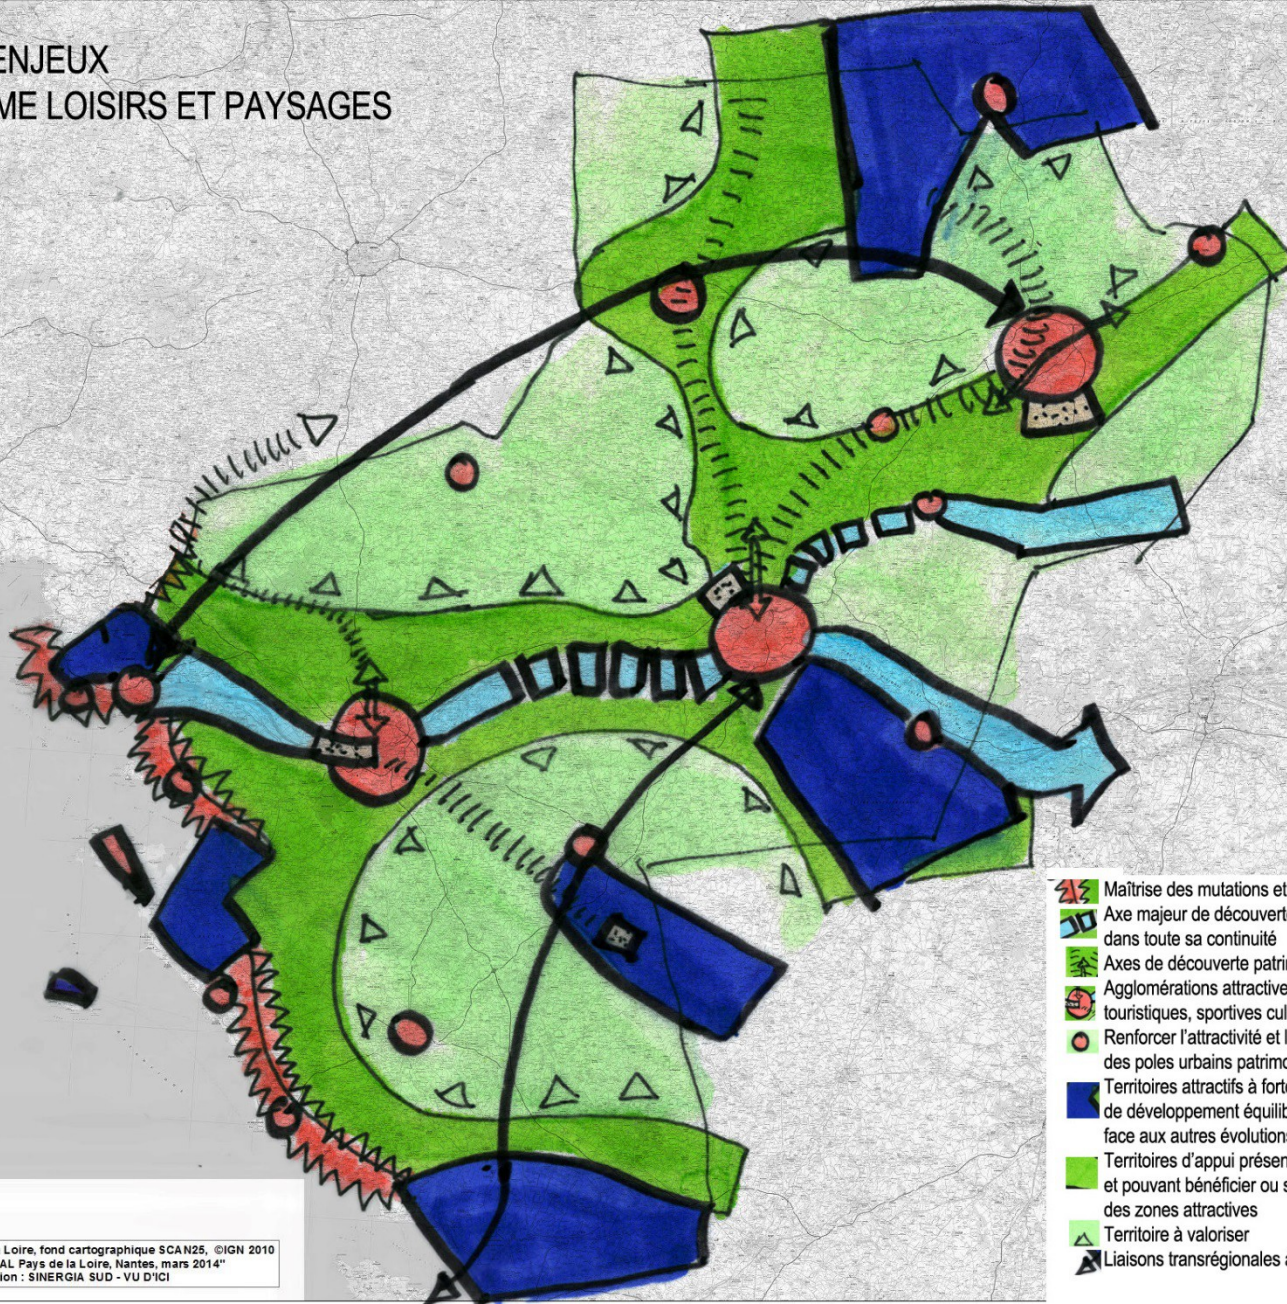 ENJEUX
ME LOISIRS ET PAYSAGES
Maîtrise des mutations et
Axe majeur de découvert
dans toute sa continuité
Axes de découverte patrin
Agglomérations attractive
touristiques, sportives cul
Renforcer l'attractivité et l
des poles urbains patrimo
Territoires attractifs à forte
de développement équilib
face aux autres évolutions
Territoires d'appui présen
et pouvant bénéficier ou s
des zones attractives
Territoire à valoriser
Liaisons transrégionales a
Loire, fond cartographique SCAN25, ©IGN 2010
AL Pays de la Loire, Nantes, mars 2014"
ion : SINERGIA SUD - VU D'ICI